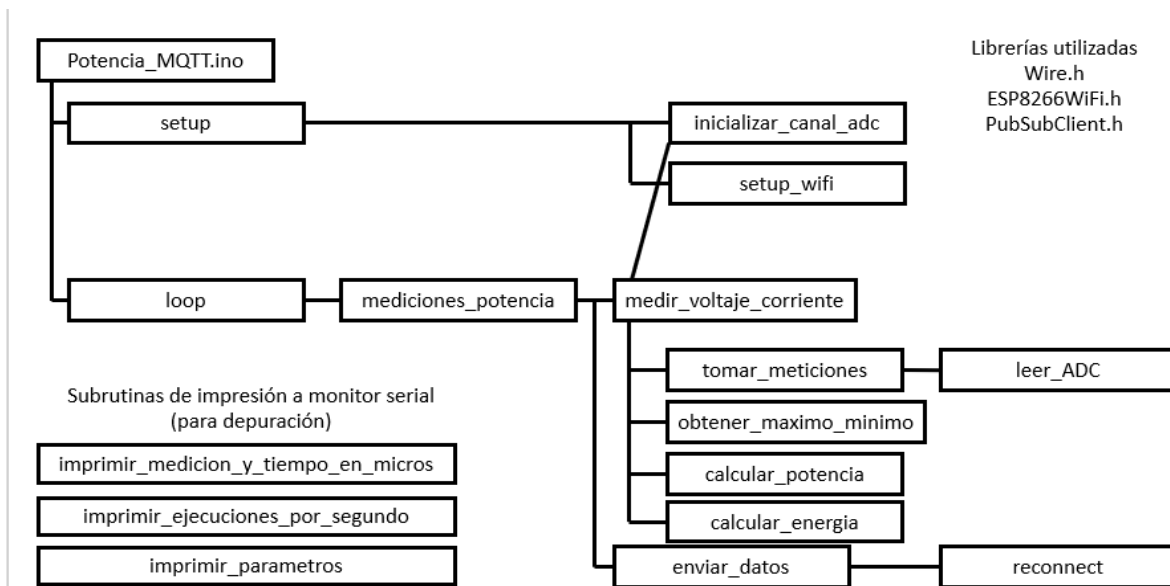 Potencia_MQTT.ino
Librerías utilizadas
Wire.h
ESP8266WiFi.h
PubSubClient.h
setup
inicializar_canal_adc
setup_wifi
loop
mediciones_potencia
medir_voltaje_corriente
tomar_meticiones
leer_ADC
obtener_maximo_minimo
calcular_potencia
calcular_energia
enviar_datos
reconnect
Subrutinas de impresión a monitor serial
(para depuración)
imprimir_medicion_y_tiempo_en_micros
imprimir_ejecuciones_por_segundo
imprimir_parametros